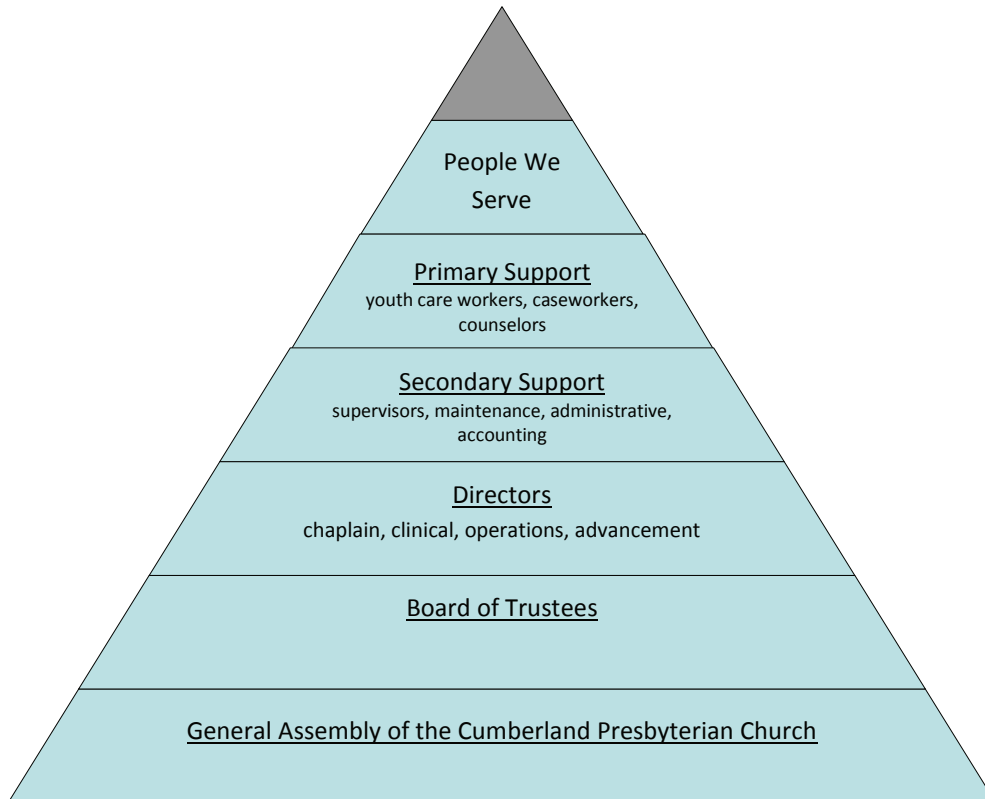 People We
Serve
Primary Support
youth care workers, caseworkers,
counselors
Secondary Support
supervisors, maintenance, administrative,
accounting
Directors
chaplain, clinical, operations, advancement
Board of Trustees
General Assembly of the Cumberland Presbyterian Church